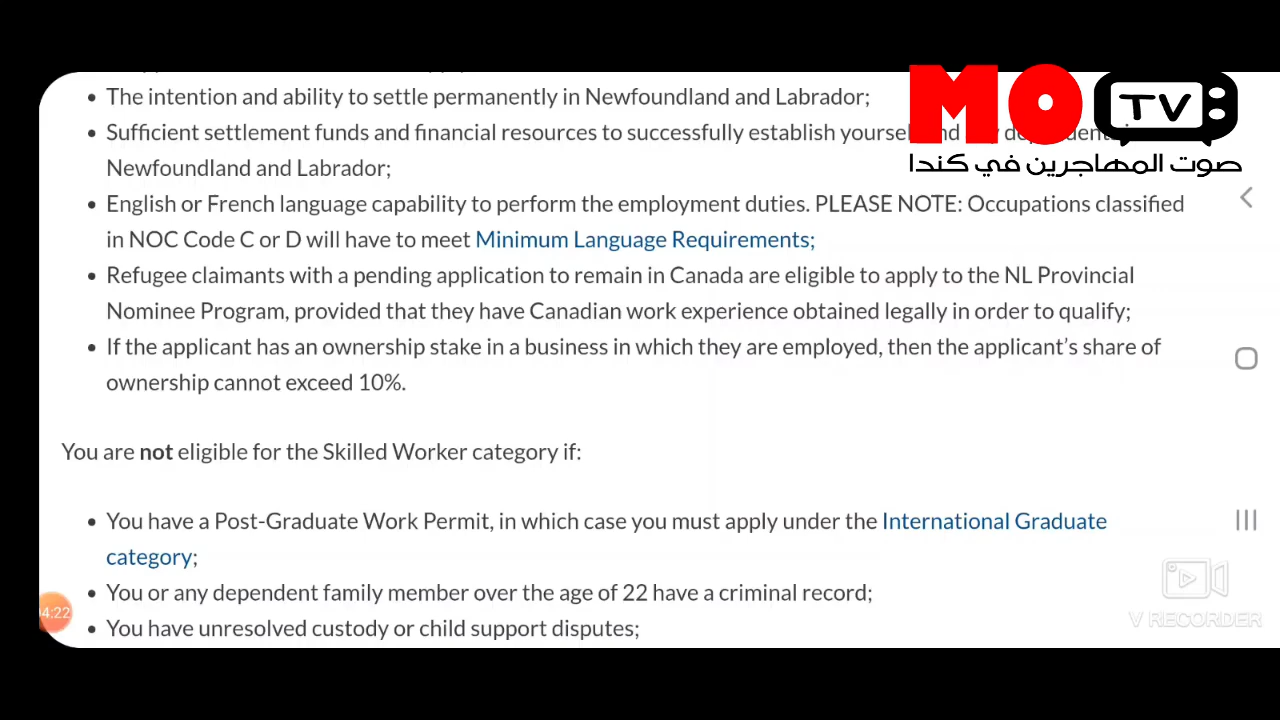 The intention and ability to settle permanently in Newfoundland and Labrador;
Sufficient settlement funds and financial resources to successfully establish
Newfoundland and Labrador;
English or French language capability to perform the employment duties. PLEASE NOTE: Occupations classified
in NOC Code C or D will have to meet Minimum Language Requirements;
Refugee claimants with a pending application to remain in Canada are eligible to apply to the NL Provincial
Nominee Program, provided that they have Canadian work experience obtained legally in order to qualify;
If the applicant has an ownership stake in a business in which they are employed, then the applicant's share of
ownership cannot exceed 10%.
You are not eligible for the Skilled Worker category if:
You have a Post-Graduate Work Permit, in which case you must apply under the International Graduate
category;
You or any dependent family member over the age of 22 have a criminal record;
You have unresolved custody or child support disputes;
MO TV
صوت المهاجرين في كندا
4:22
V RECORDER